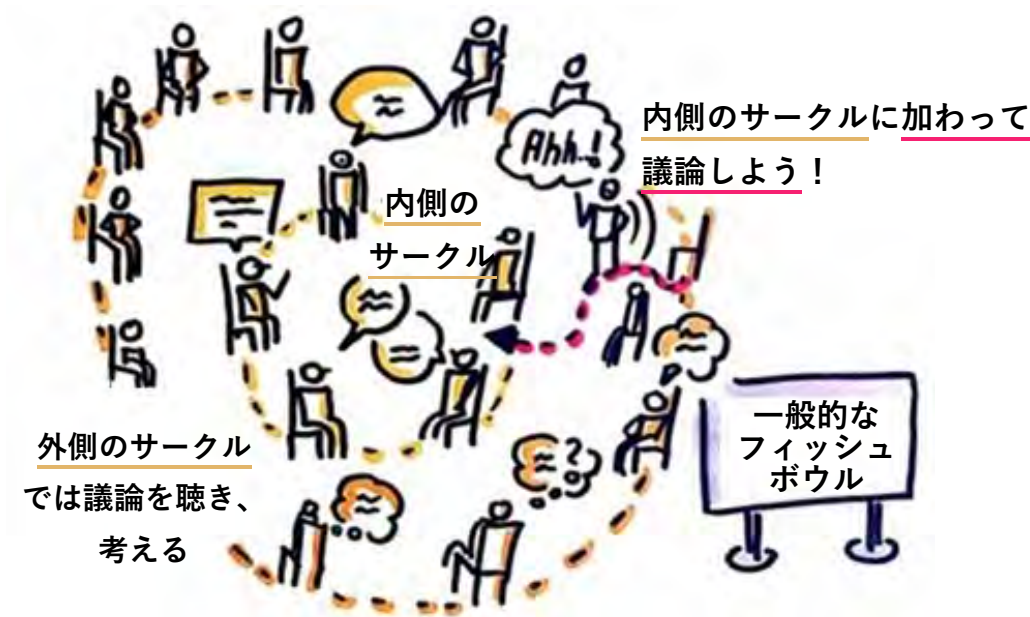 内側のサークルに加わって
議論しよう！
Ahh..!
内側の
サークル
外側のサークル
では議論を聴き、
考える
?
一般的な
フィッシュ
ボウル